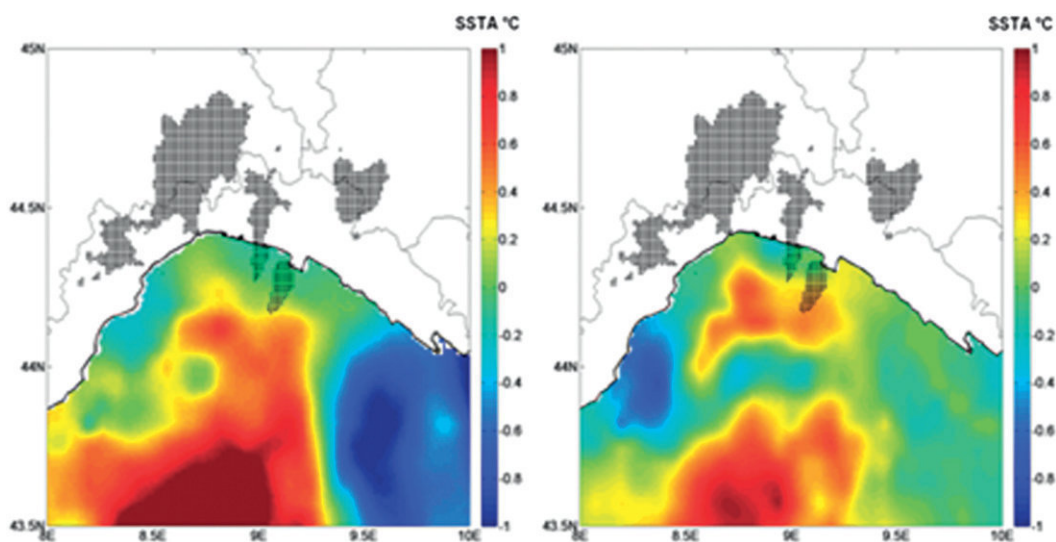 SSTA °C SSTA °C
45N 1 45N 1
0.8 0.8
0.6 0.6
44.5N 0.4 44.5N 0.4
0.2 0.2
0 0
-0.2 -0.2
44N 44N
-0.4 -0.4
-0.6 -0.6
-0.8 -0.8
43.5N -1 43.5N -1
8E 8.5E 9E 9.5E 10E 8E 8.5E 9E 9.5E 10E